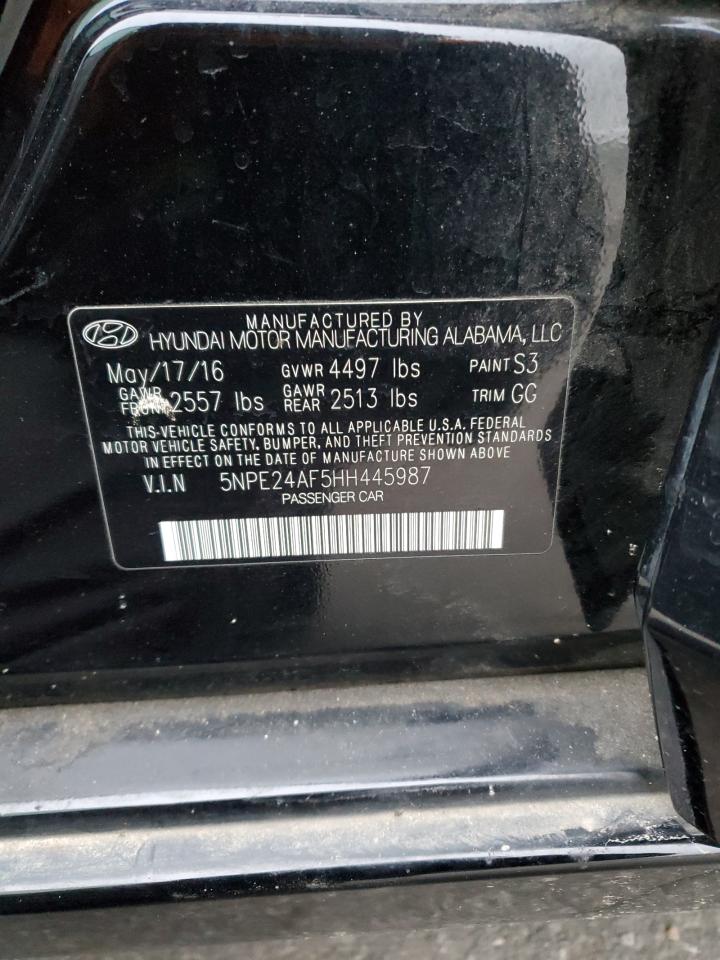 MANUFACTURED BY
HYUNDAI MOTOR MANUFACTURING ALABAMA, LLC
May/17/16 GVWR 4497 lbs PAINT S3
GAWR FRONT 2557 lbs GAWR REAR 2513 lbs TRIM GG
THIS-VEHICLE CONFORMS TO ALL APPLICABLE U.S.A. FEDERAL
MOTOR VEHICLE SAFETY, BUMPER, AND THEFT PREVENTION STANDARDS
IN EFFECT ON THE DATE OF MANUFACTURE SHOWN ABOVE
V.I.N 5NPE24AF5HH445987
PASSENGER CAR